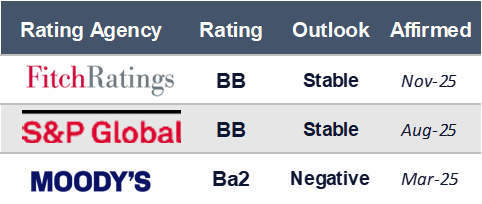 Rating Agency Rating Outlook Affirmed
FitchRatings BB Stable Nov-25
S&P Global BB Stable Aug-25
MOODY'S Ba2 Negative Mar-25